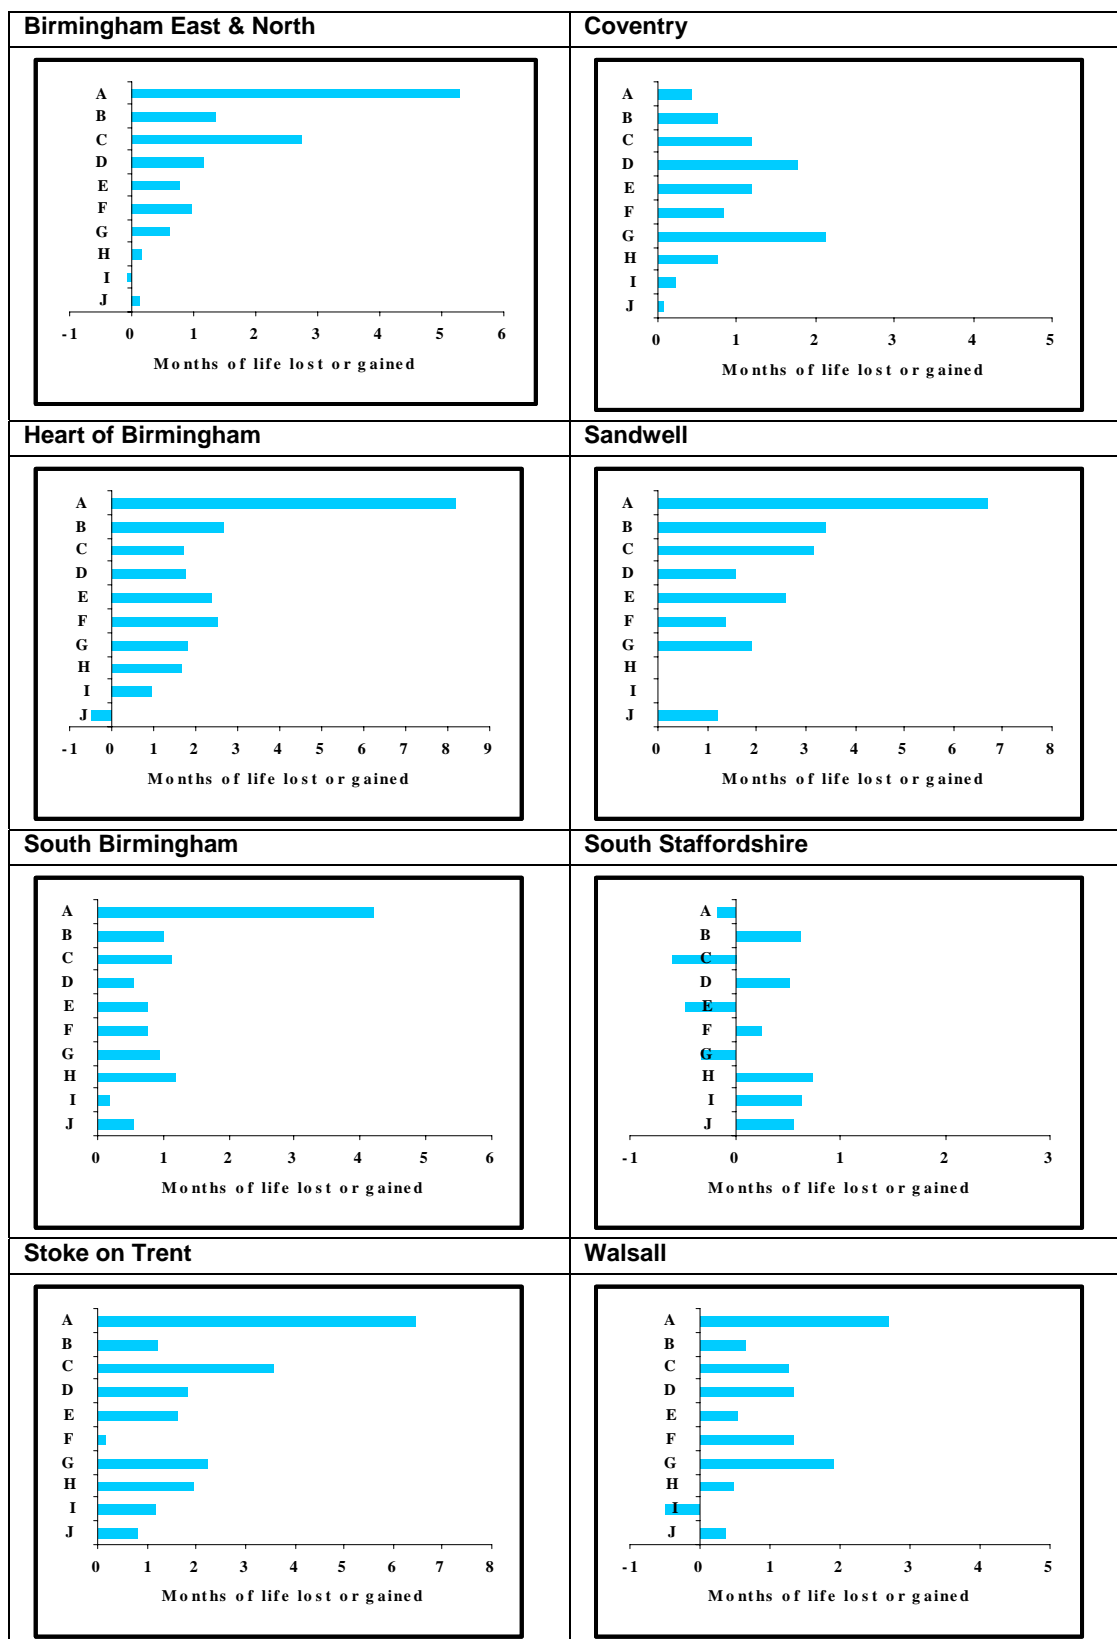 Birmingham East & North
Coventry
A
B
C
D
E
F
G
H
I
J
-1 0 1 2 3 4 5 6
Months of life lost or gained
A
B
C
D
E
F
G
H
I
J
0 1 2 3 4 5
Months of life lost or gained
Heart of Birmingham
Sandwell
A
B
C
D
E
F
G
H
I
J
-1 0 1 2 3 4 5 6 7 8 9
Months of life lost or gained
A
B
C
D
E
F
G
H
I
J
0 1 2 3 4 5 6 7 8
Months of life lost or gained
South Birmingham
South Staffordshire
A
B
C
D
E
F
G
H
I
J
0 1 2 3 4 5 6
Months of life lost or gained
A
B
C
D
E
F
G
H
I
J
-1 0 1 2 3
Months of life lost or gained
Stoke on Trent
Walsall
A
B
C
D
E
F
G
H
I
J
0 1 2 3 4 5 6 7 8
Months of life lost or gained
A
B
C
D
E
F
G
H
I
J
-1 0 1 2 3 4 5
Months of life lost or gained